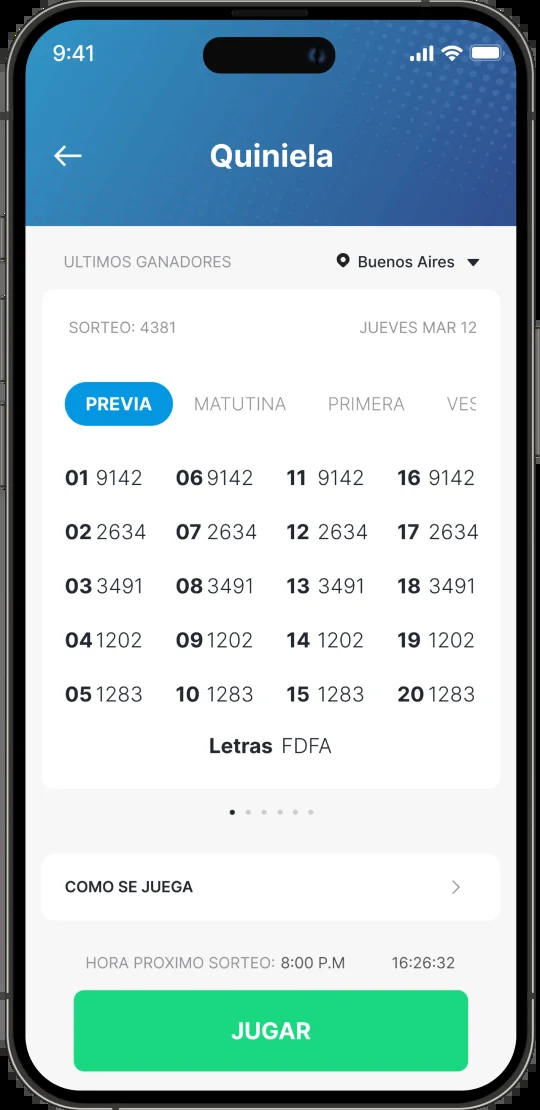 9:41
Quiniela
ULTIMOS GANADORES Buenos Aires
SORTEO: 4381 JUEVES MAR 12
PREVIA MATUTINA PRIMERA VES
01 9142 06 9142 11 9142 16 9142
02 2634 07 2634 12 2634 17 2634
03 3491 08 3491 13 3491 18 3491
04 1202 09 1202 14 1202 19 1202
05 1283 10 1283 15 1283 20 1283
Letras FDFA
COMO SE JUEGA
HORA PROXIMO SORTEO: 8:00 P.M 16:26:32
JUGAR